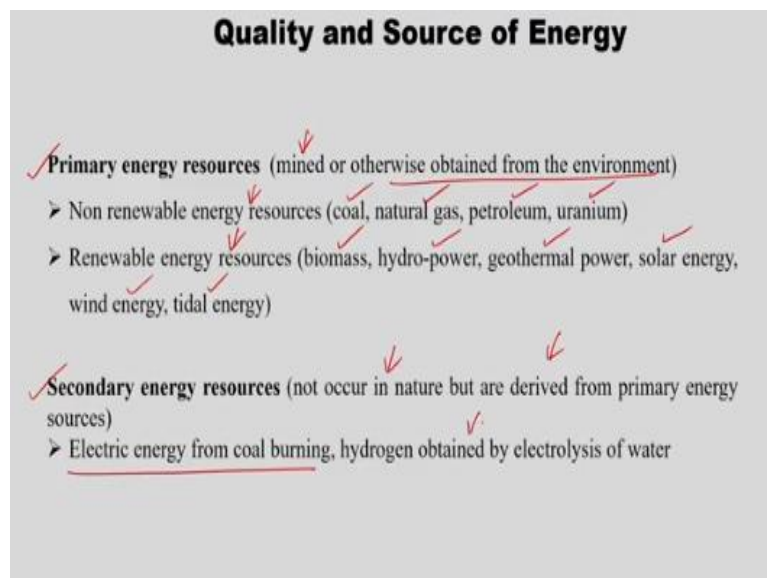 Quality and Source of Energy
Primary energy resources (mined or otherwise obtained from the environment)
➢ Non renewable energy resources (coal, natural gas, petroleum, uranium)
➢ Renewable energy resources (biomass, hydro-power, geothermal power, solar energy,
wind energy, tidal energy)
Secondary energy resources (not occur in nature but are derived from primary energy
sources)
➢ Electric energy from coal burning, hydrogen obtained by electrolysis of water